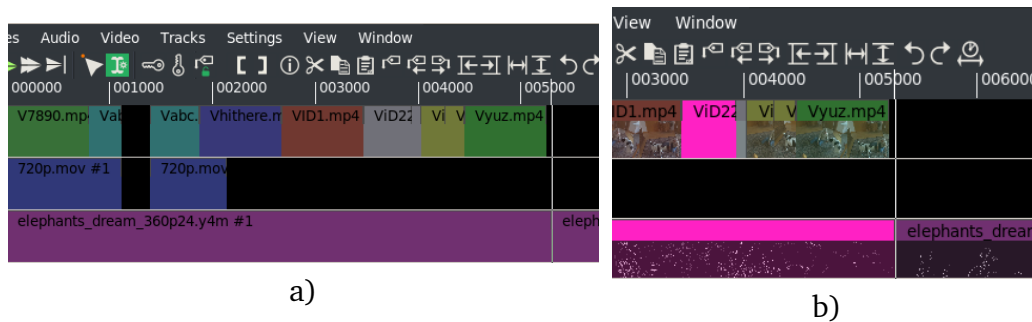 es Audio Video Tracks Settings View Window
000000 001000 002000 003000 004000 005000
V7890.mp Vab Vabc. Vhithere.m VID1.mp4 ViD22 Vi V Vyuz.mp4
720p.mov #1 720p.mov
elephants_dream_360p24.y4m #1 eleph
a)
View Window
003000 004000 005000 006000
ID1.mp4 ViD22 Vi V Vyuz.mp4
elephants_drear
b)